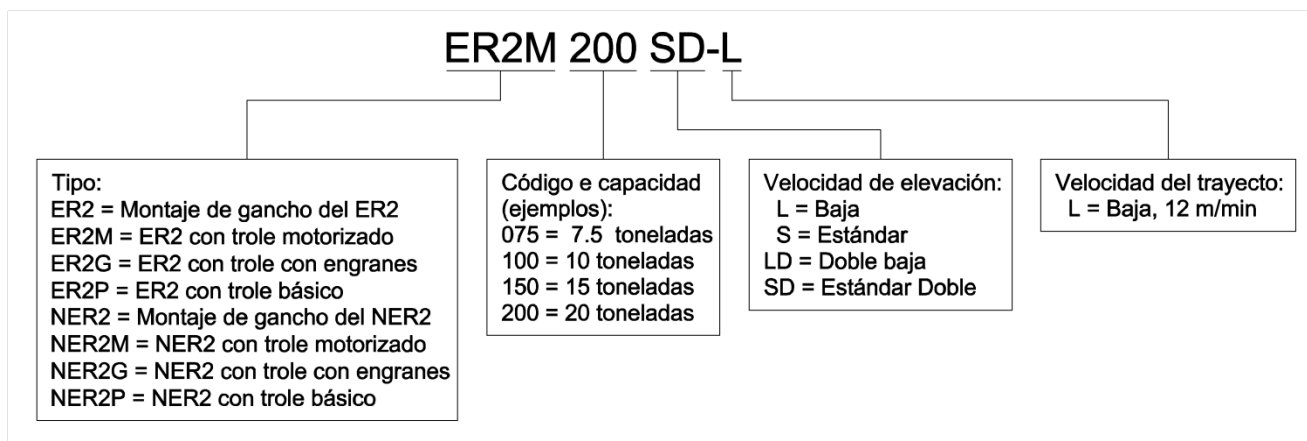 ER2M 200 SD-L
Tipo:
ER2 = Montaje de gancho del ER2
ER2M = ER2 con trole motorizado
ER2G = ER2 con trole con engranes
ER2P = ER2 con trole básico
NER2 = Montaje de gancho del NER2
NER2M = NER2 con trole motorizado
NER2G = NER2 con trole con engranes
NER2P = NER2 con trole básico
Código e capacidad
(ejemplos):
075 = 7.5 toneladas
100 = 10 toneladas
150 = 15 toneladas
200 = 20 toneladas
Velocidad de elevación:
L = Baja
S = Estándar
LD = Doble baja
SD = Estándar Doble
Velocidad del trayecto:
L = Baja, 12 m/min